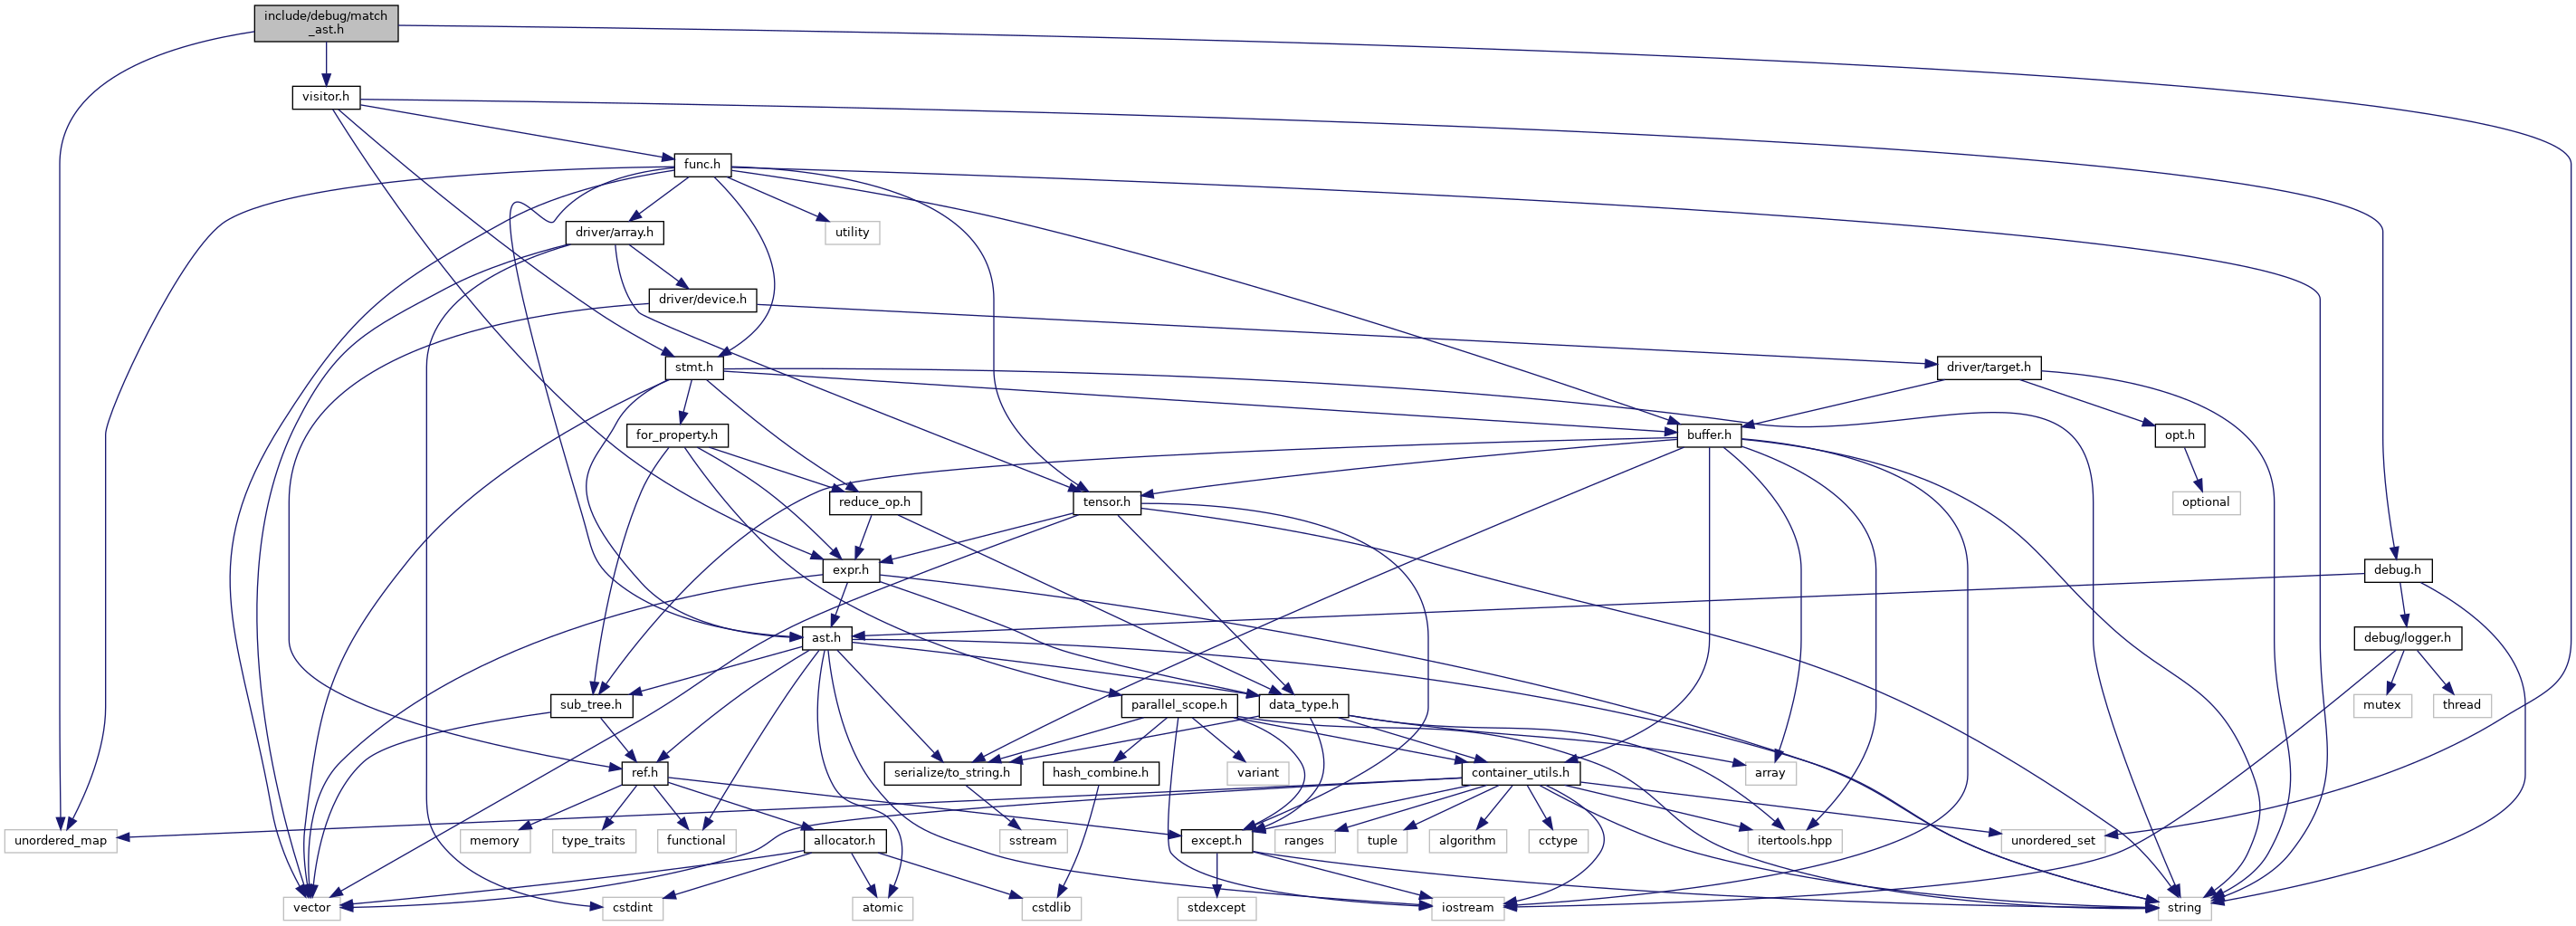 include/debug/match
_ast.h
visitor.h
func.h
driver/array.h
utility
driver/device.h
stmt.h
driver/target.h
for_property.h
buffer.h
opt.h
reduce_op.h
tensor.h
optional
expr.h
debug.h
ast.h
debug/logger.h
sub_tree.h
parallel_scope.h
data_type.h
mutex
thread
ref.h
serialize/to_string.h
hash_combine.h
variant
container_utils.h
array
unordered_map
memory
type_traits
functional
allocator.h
sstream
except.h
ranges
tuple
algorithm
cctype
itertools.hpp
unordered_set
vector
cstdint
atomic
cstdlib
stdexcept
iostream
string